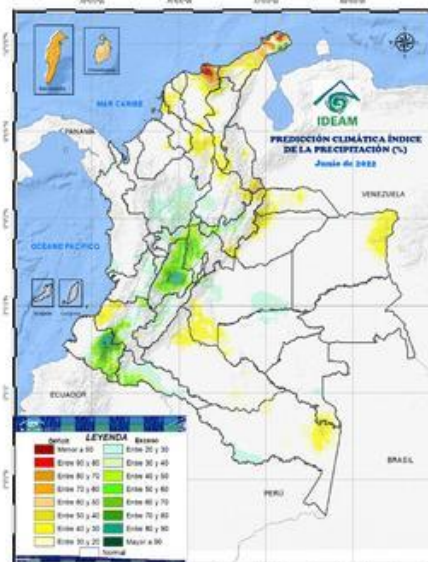 IDEAM
PREDICCIÓN CLIMÁTICA ÍNDICE
DE LA PRECIPITACIÓN (%)
Junio de 2022
MAR CARIBE
PANAMÁ
VENEZUELA
OCEANO PACÍFICO
ECUADOR
BRASIL
PERÚ
LEYENDA
Déficit Exceso
Menor a 90 Entre 20 y 30
Entre 90 y 80 Entre 30 y 40
Entre 80 y 70 Entre 40 y 50
Entre 70 y 60 Entre 50 y 60
Entre 60 y 50 Entre 60 y 70
Entre 50 y 40 Entre 70 y 80
Entre 40 y 30 Entre 80 y 90
Entre 30 y 20 Mayor a 90
Normal